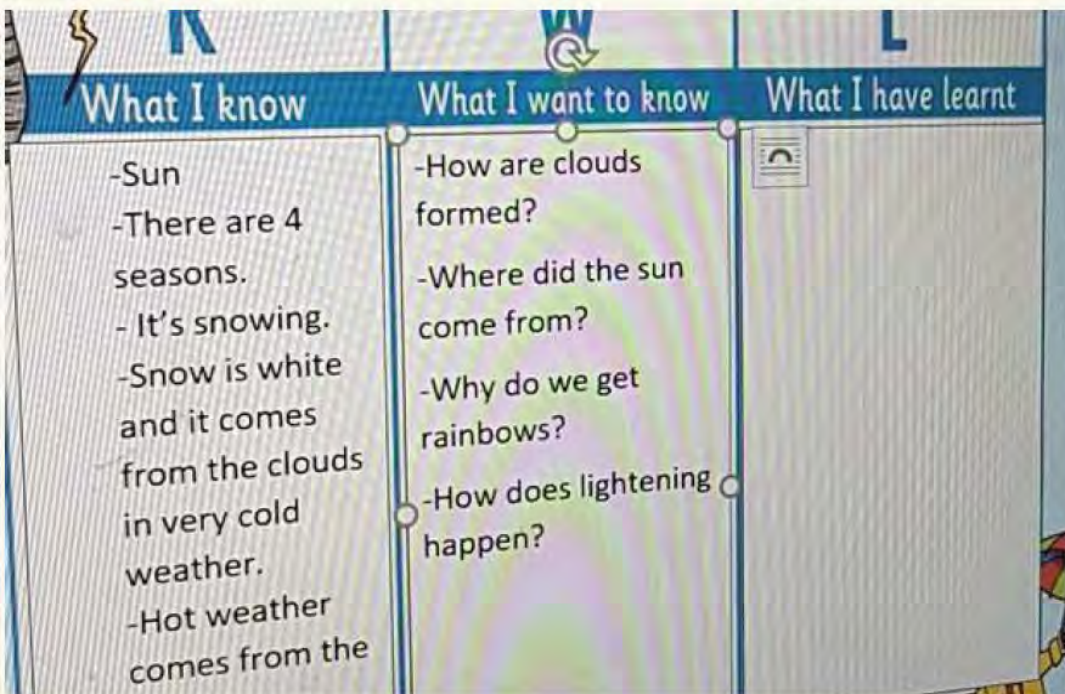 K
W
L
What I know
What I want to know
What I have learnt
-Sun
-There are 4
seasons.
- It's snowing.
-Snow is white
and it comes
from the clouds
in very cold
weather.
-Hot weather
comes from the
-How are clouds
formed?
-Where did the sun
come from?
-Why do we get
rainbows?
-How does lightening
happen?